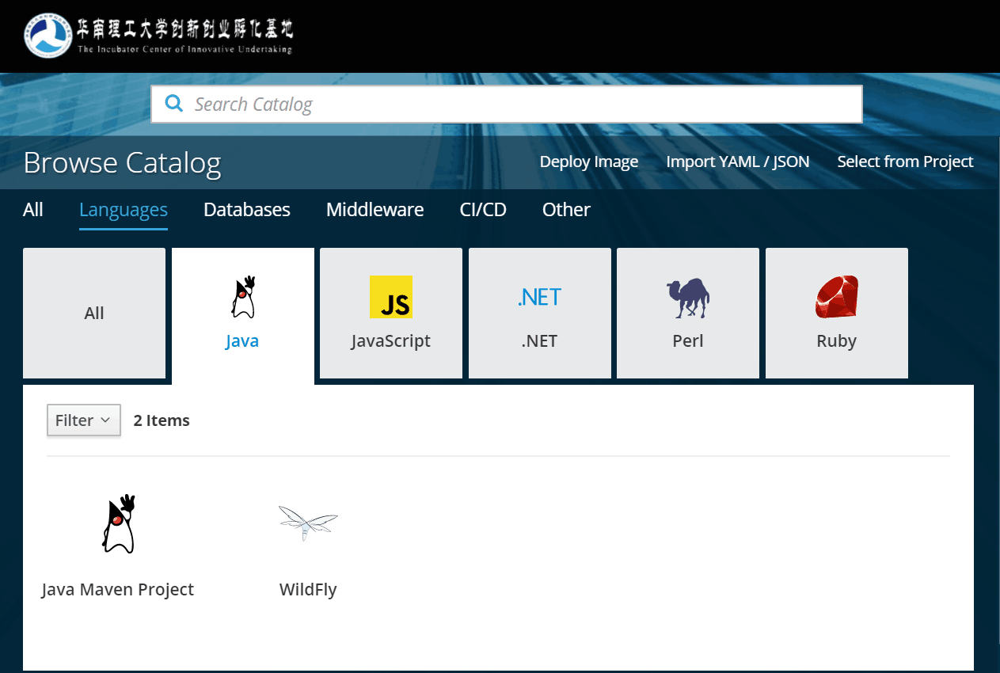 华南理工大学创新创业孵化基地
The Incubator Center of Innovative Undertaking
Search Catalog
Browse Catalog
Deploy Image
Import YAML / JSON
Select from Project
All
Languages
Databases
Middleware
CI/CD
Other
All
Java
JS
JavaScript
.NET
.NET
Perl
Ruby
Filter
2 Items
Java Maven Project
WildFly